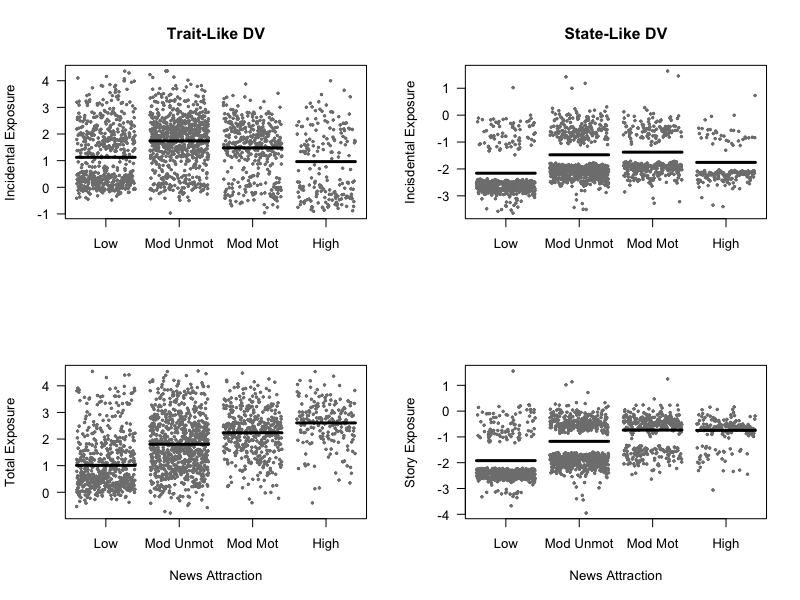 Trait-Like DV
State-Like DV
Incidental Exposure
4
3
2
1
0
-1
Low Mod Unmot Mod Mot High
Incisdental Exposure
1
0
-1
-2
-3
Low Mod Unmot Mod Mot High
Total Exposure
4
3
2
1
0
Low Mod Unmot Mod Mot High
News Attraction
Story Exposure
1
0
-1
-2
-3
-4
Low Mod Unmot Mod Mot High
News Attraction